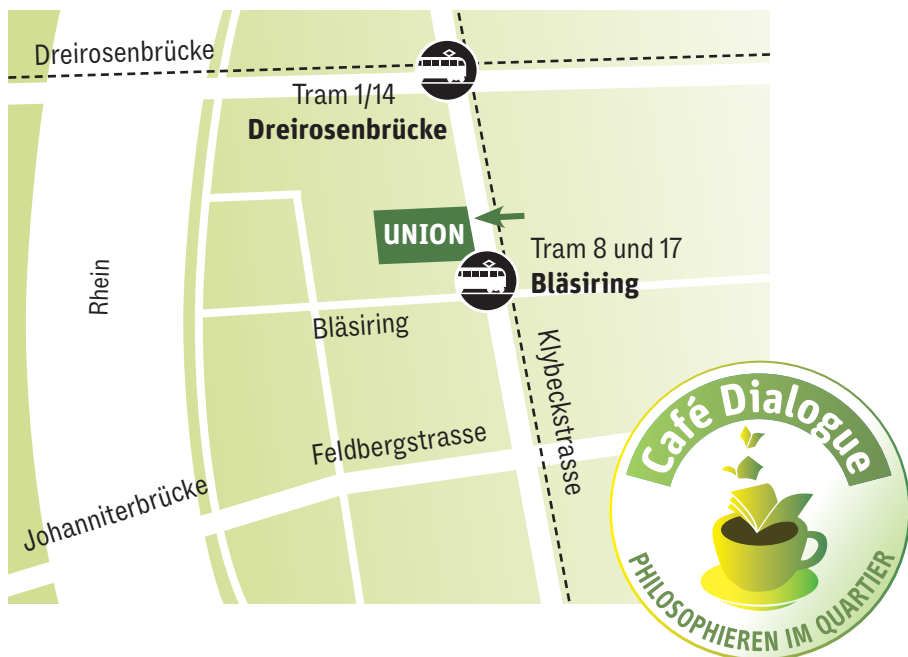 Dreirosenbrücke
Tram 1/14
Dreirosenbrücke
UNION
Tram 8 und 17
Bläsiring
Rhein
Bläsiring
Klybeckstrasse
Feldbergstrasse
Johanniterbrücke
Café Dialogue
PHILOSOPHIEREN IM QUARTIER